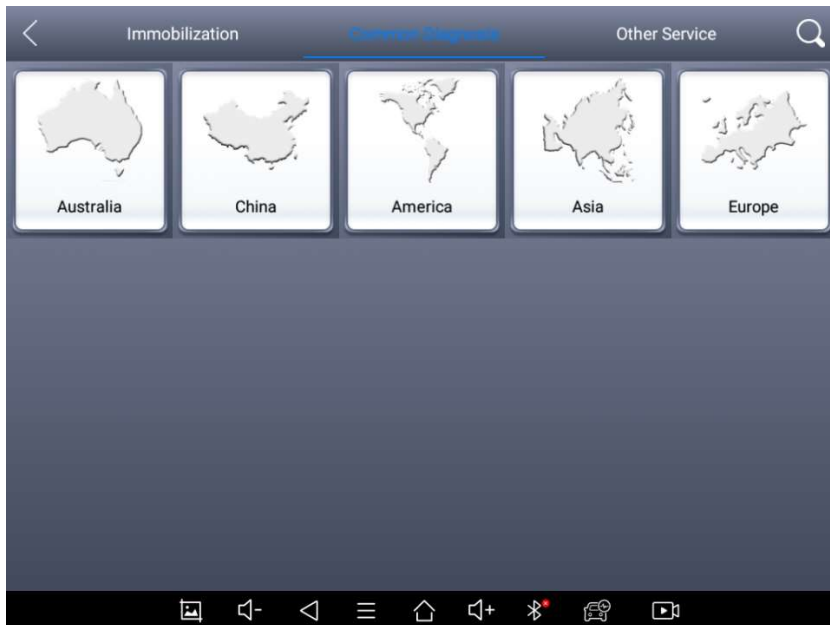 Immobilization
Common Diagnosis
Other Service
Australia
China
America
Asia
Europe